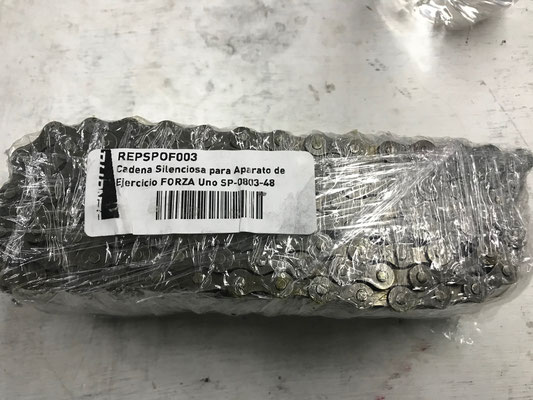 REPSPOF003
Cadena Silenciosa para Aparato de
Ejercicio FORZA Uno SP-0803-48